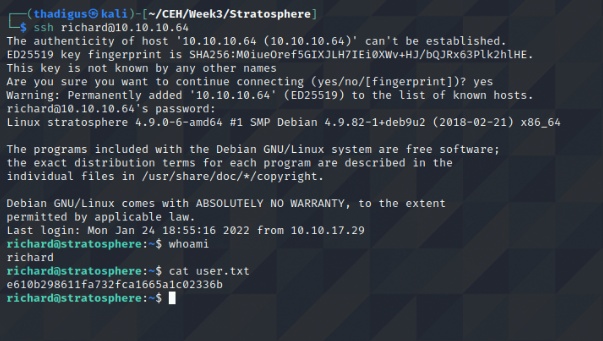 ┌──(thadigus㉿kali)-[~/CEH/Week3/Stratosphere]
└─$ ssh richard@10.10.10.64
The authenticity of host '10.10.10.64 (10.10.10.64)' can't be established.
ED25519 key fingerprint is SHA256:M0iueOref5GIXJLH7IEi0XWv+HJ/bQJRx63Plk2hlHE.
This key is not known by any other names
Are you sure you want to continue connecting (yes/no/[fingerprint])? yes
Warning: Permanently added '10.10.10.64' (ED25519) to the list of known hosts.
richard@10.10.10.64's password:
Linux stratosphere 4.9.0-6-amd64 #1 SMP Debian 4.9.82-1+deb9u2 (2018-02-21) x86_64
The programs included with the Debian GNU/Linux system are free software;
the exact distribution terms for each program are described in the
individual files in /usr/share/doc/*/copyright.
Debian GNU/Linux comes with ABSOLUTELY NO WARRANTY, to the extent
permitted by applicable law.
Last login: Mon Jan 24 18:55:16 2022 from 10.10.17.29
richard@stratosphere:~$ whoami
richard
richard@stratosphere:~$ cat user.txt
e610b298611fa732fca1665a1c02336b
richard@stratosphere:~$